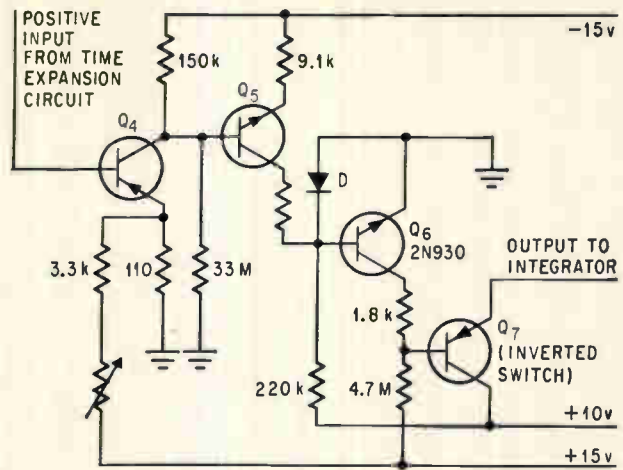 POSITIVE
INPUT
FROM TIME
EXPANSION
CIRCUIT
−15v
150k
9.1k
Q5
Q4
D
Q6
2N930
OUTPUT TO
INTEGRATOR
3.3k
110
33 M
1.8k
Q7
(INVERTED
SWITCH)
220k
4.7M
+10v
+15v